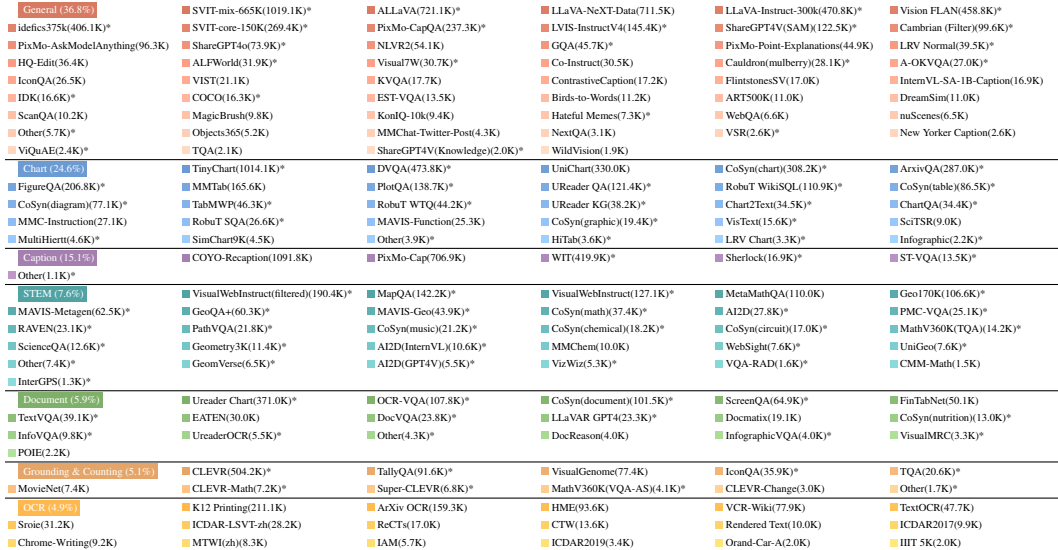 General (36.8%) SVIT-mix-665K(1019.1K)* ALLaVA(721.1K)* LLaVA-NeXT-Data(711.5K) LLaVA-Instruct-300k(470.8K)* Vision FLAN(458.8K)*
idefics375k(406.1K)* SVIT-core-150K(269.4K)* PixMo-CapQA(237.3K)* LVIS-InstructV4(145.4K)* ShareGPT4V(SAM)(122.5K)* Cambrian (Filter)(99.6K)*
PixMo-AskModelAnything(96.3K) ShareGPT4o(73.9K)* NLVR2(54.1K) GQA(45.7K)* PixMo-Point-Explanations(44.9K) LRV Normal(39.5K)*
HQ-Edit(36.4K) ALFWorld(31.9K)* Visual7W(30.7K)* Co-Instruct(30.5K) Cauldron(mulberry)(28.1K)* A-OKVQA(27.0K)*
IconQA(26.5K) VIST(21.1K) KVQA(17.7K) ContrastiveCaption(17.2K) FlintstonesSV(17.0K) InternVL-SA-1B-Caption(16.9K)
IDK(16.6K)* COCO(16.3K)* EST-VQA(13.5K) Birds-to-Words(11.2K) ART500K(11.0K) DreamSim(11.0K)
ScanQA(10.2K) MagicBrush(9.8K) KonIQ-10k(9.4K) Hateful Memes(7.3K)* WebQA(6.6K) nuScenes(6.5K)
Other(5.7K)* Objects365(5.2K) MMChat-Twitter-Post(4.3K) NextQA(3.1K) VSR(2.6K)* New Yorker Caption(2.6K)
ViQuAE(2.4K)* TQA(2.1K) ShareGPT4V(Knowledge)(2.0K)* WildVision(1.9K)
Chart (24.6%) TinyChart(1014.1K)* DVQA(473.8K)* UniChart(330.0K) CoSyn(chart)(308.2K)* ArxivQA(287.0K)*
FigureQA(206.8K)* MMTab(165.6K) PlotQA(138.7K)* UReader QA(121.4K)* RobuT WikiSQL(110.9K)* CoSyn(table)(86.5K)*
CoSyn(diagram)(77.1K)* TabMWP(46.3K)* RobuT WTQ(44.2K)* UReader KG(38.2K)* Chart2Text(34.5K)* ChartQA(34.4K)*
MMC-Instruction(27.1K) RobuT SQA(26.6K)* MAVIS-Function(25.3K) CoSyn(graphic)(19.4K)* VisText(15.6K)* SciTSR(9.0K)
MultiHiertt(4.6K)* SimChart9K(4.5K) Other(3.9K)* HiTab(3.6K)* LRV Chart(3.3K)* Infographic(2.2K)*
Caption (15.1%) COYO-Recaption(1091.8K) PixMo-Cap(706.9K) WIT(419.9K)* Sherlock(16.9K)* ST-VQA(13.5K)*
Other(1.1K)*
STEM (7.6%) VisualWebInstruct(filtered)(190.4K)* MapQA(142.2K)* VisualWebInstruct(127.1K)* MetaMathQA(110.0K) Geo170K(106.6K)*
MAVIS-Metagen(62.5K)* GeoQA+(60.3K)* MAVIS-Geo(43.9K)* CoSyn(math)(37.4K)* AI2D(27.8K)* PMC-VQA(25.1K)*
RAVEN(23.1K)* PathVQA(21.8K)* CoSyn(music)(21.2K)* CoSyn(chemical)(18.2K)* CoSyn(circuit)(17.0K)* MathV360K(TQA)(14.2K)*
ScienceQA(12.6K)* Geometry3K(11.4K)* AI2D(InternVL)(10.6K)* MMChem(10.0K) WebSight(7.6K)* UniGeo(7.6K)*
Other(7.4K)* GeomVerse(6.5K)* AI2D(GPT4V)(5.5K)* VizWiz(5.3K)* VQA-RAD(1.6K)* CMM-Math(1.5K)
InterGPS(1.3K)*
Document (5.9%) Ureader Chart(371.0K)* OCR-VQA(107.8K)* CoSyn(document)(101.5K)* ScreenQA(64.9K)* FinTabNet(50.1K)
TextVQA(39.1K)* EATEN(30.0K) DocVQA(23.8K)* LLaVAR GPT4(23.3K)* Docmatix(19.1K) CoSyn(nutrition)(13.0K)*
InfoVQA(9.8K)* UreaderOCR(5.5K)* Other(4.3K)* DocReason(4.0K) InfographicVQA(4.0K)* VisualMRC(3.3K)*
POIE(2.2K)
Grounding & Counting (5.1%) CLEVR(504.2K)* TallyQA(91.6K)* VisualGenome(77.4K) IconQA(35.9K)* TQA(20.6K)*
MovieNet(7.4K) CLEVR-Math(7.2K)* Super-CLEVR(6.8K)* MathV360K(VQA-AS)(4.1K)* CLEVR-Change(3.0K) Other(1.7K)*
OCR (4.9%) K12 Printing(211.1K) ArXiv OCR(159.3K) HME(93.6K) VCR-Wiki(77.9K) TextOCR(47.7K)
Sroie(31.2K) ICDAR-LSVT-zh(28.2K) ReCTs(17.0K) CTW(13.6K) Rendered Text(10.0K) ICDAR2017(9.9K)
Chrome-Writing(9.2K) MTWI(zh)(8.3K) IAM(5.7K) ICDAR2019(3.4K) Orand-Car-A(2.0K) IIIT 5K(2.0K)